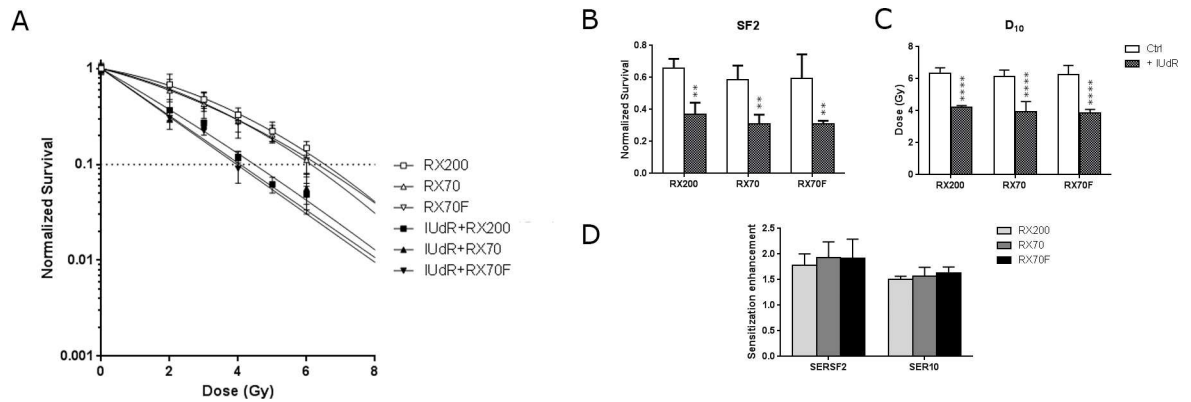 A
Normalized Survival
1
0.1
0.01
0.001
0
2
4
6
8
Dose (Gy)
RX200
RX70
RX70F
IUdR+RX200
IUdR+RX70
IUdR+RX70F
B
SF2
Normalized Survival
0.8
0.6
0.4
0.2
0.0
**
**
**
RX200
RX70
RX70F
C
D10
Dose (Gy)
8
6
4
2
0
****
****
****
RX200
RX70
RX70F
Ctrl
+ IUdR
D
Sensitization enhancement
2.5
2.0
1.5
1.0
0.5
0.0
SERSF2
SER10
RX200
RX70
RX70F